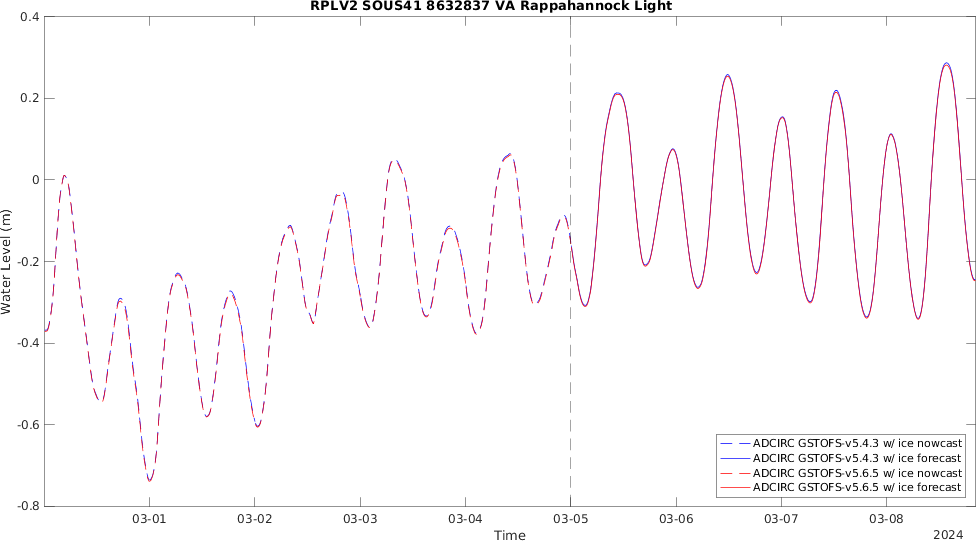 RPLV2 SOUS41 8632837 VA Rappahannock Light
0.4
0.2
0
-0.2
-0.4
-0.6
-0.8
Water Level (m)
ADCIRC GSTOFS-v5.4.3 w/ ice nowcast
ADCIRC GSTOFS-v5.4.3 w/ ice forecast
ADCIRC GSTOFS-v5.6.5 w/ ice nowcast
ADCIRC GSTOFS-v5.6.5 w/ ice forecast
03-01 03-02 03-03 03-04 03-05 03-06 03-07 03-08
Time
2024